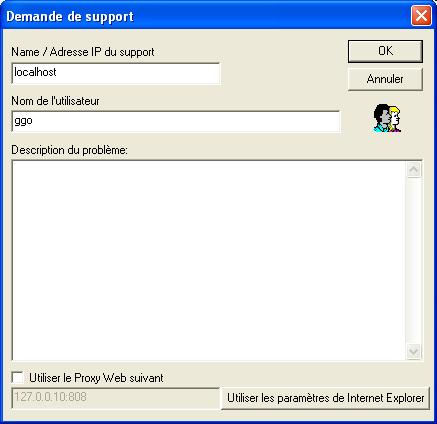 Demande de support
Name / Adresse IP du support
OK
localhost
Annuler
Nom de l'utilisateur
ggo
Description du problème:
Utiliser le Proxy Web suivant
127.0.0.10:808
Utiliser les paramètres de Internet Explorer